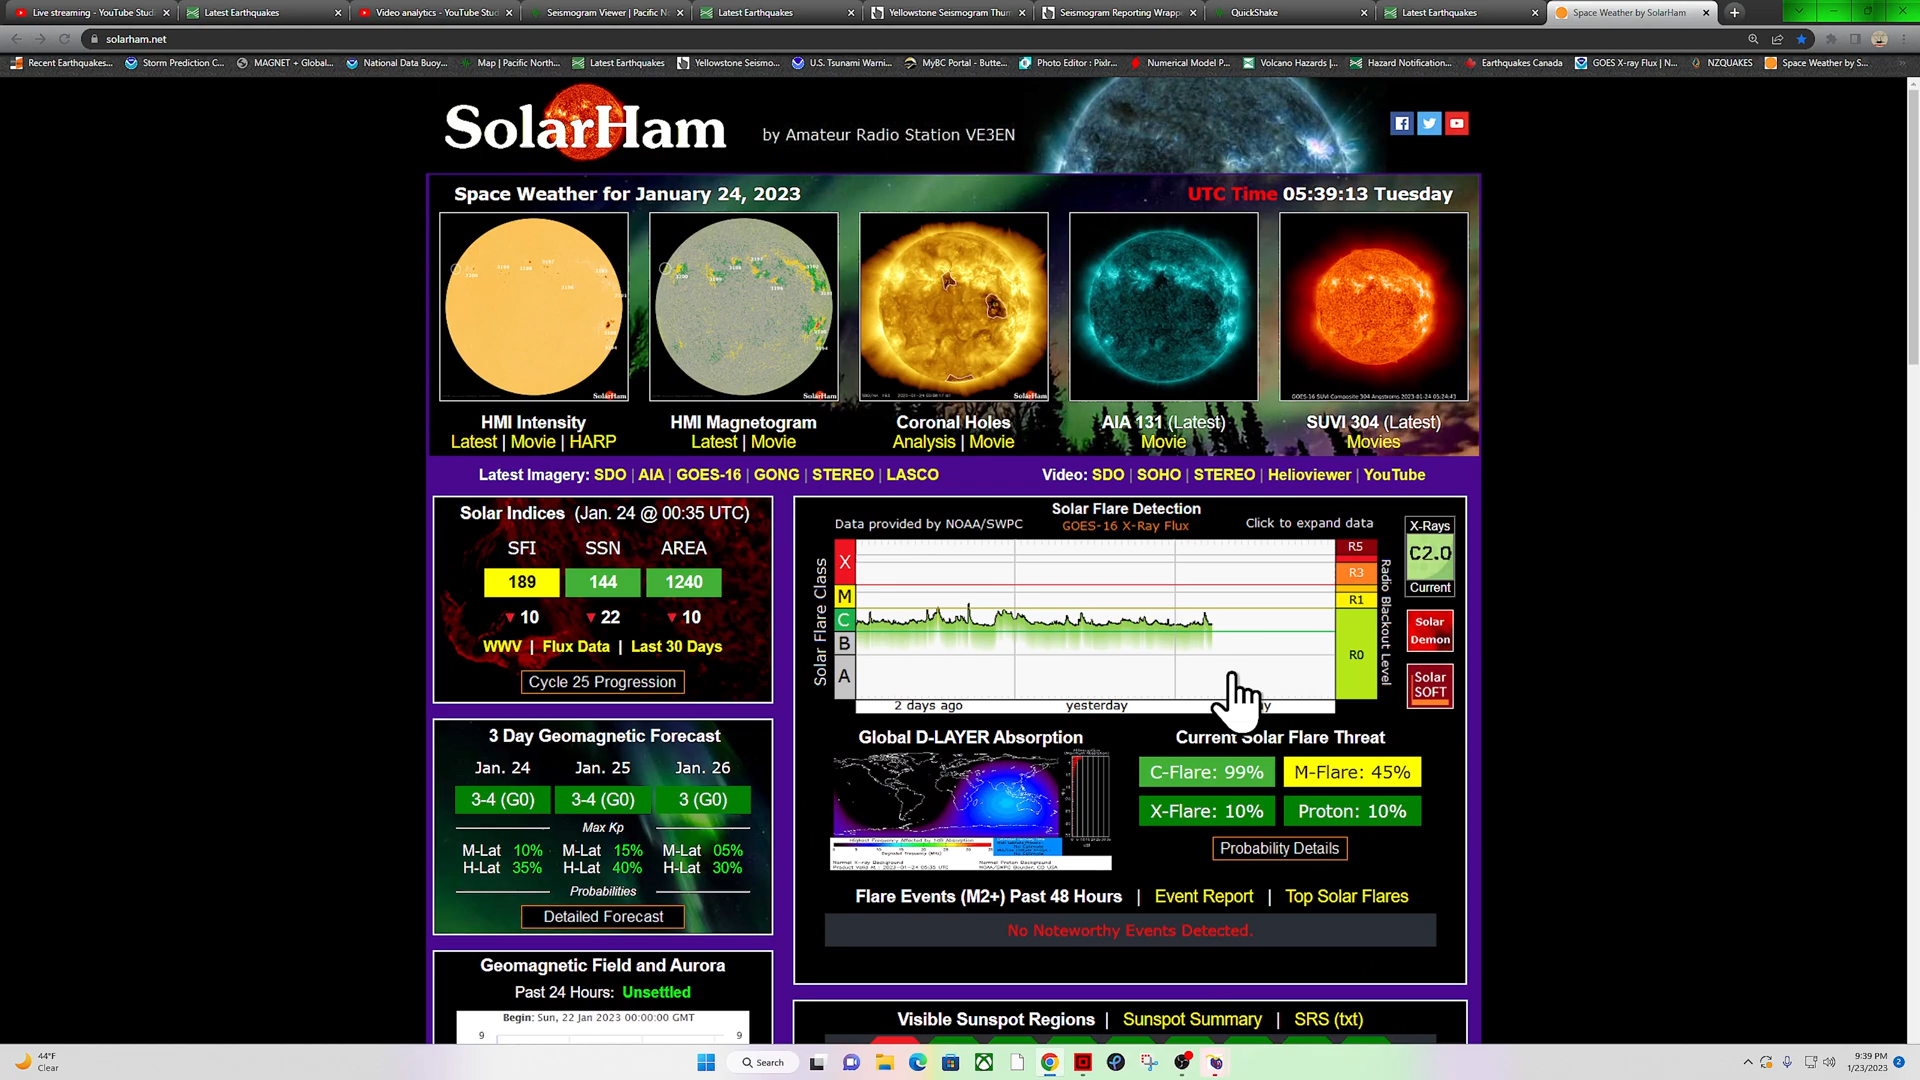 Live streaming - YouTube Stud
Latest Earthquakes
Video analytics - YouTube Stud
Seismogram Viewer | Pacific No
Latest Earthquakes
Yellowstone Seismogram Thum
Seismogram Reporting Wrappe
QuickShake
Latest Earthquakes
Space Weather by SolarHam
solarham.net
Recent Earthquakes...
Storm Prediction C...
MAGNET + Global...
National Data Buoy...
Map | Pacific North...
Latest Earthquakes
Yellowstone Seismo...
U.S. Tsunami Warni...
MyBC Portal - Butte...
Photo Editor : Pixlr...
Numerical Model P...
Volcano Hazards |...
Hazard Notification...
Earthquakes Canada
GOES X-ray Flux | N...
NZQUAKES
Space Weather by S...
SolarHam
by Amateur Radio Station VE3EN
Space Weather for January 24, 2023
UTC Time 05:39:13 Tuesday
SolarHam
SolarHam
SolarHam
HMI Intensity
Latest | Movie | HARP
HMI Magnetogram
Latest | Movie
Coronal Holes
Analysis | Movie
AIA 131 (Latest)
Movie
SUVI 304 (Latest)
Movies
Latest Imagery: SDO | AIA | GOES-16 | GONG | STEREO | LASCO
Video: SDO | SOHO | STEREO | Helioviewer | YouTube
Solar Indices (Jan. 24 @ 00:35 UTC)
SFI SSN AREA
189 144 1240
10 22 10
WWV | Flux Data | Last 30 Days
Cycle 25 Progression
Solar Flare Detection
Data provided by NOAA/SWPC
GOES-16 X-Ray Flux
Click to expand data
Solar Flare Class
X
M
C
B
A
R5
R3
R1
R0
Radio Blackout Level
2 days ago
yesterday
X-Rays
C2.0
Current
Solar
Demon
Solar
SOFT
3 Day Geomagnetic Forecast
Jan. 24 Jan. 25 Jan. 26
3-4 (G0) 3-4 (G0) 3 (G0)
Max Kp
M-Lat 10% M-Lat 15% M-Lat 05%
H-Lat 35% H-Lat 40% H-Lat 30%
Probabilities
Detailed Forecast
Global D-LAYER Absorption
Current Solar Flare Threat
C-Flare: 99% M-Flare: 45%
X-Flare: 10% Proton: 10%
Probability Details
Flare Events (M2+) Past 48 Hours | Event Report | Top Solar Flares
No Noteworthy Events Detected.
Geomagnetic Field and Aurora
Past 24 Hours: Unsettled
Begin: Sun, 22 Jan 2023 00:00:00 GMT
9 9
Visible Sunspot Regions | Sunspot Summary | SRS (txt)
44°F
Clear
Search
9:39 PM
1/23/2023
2